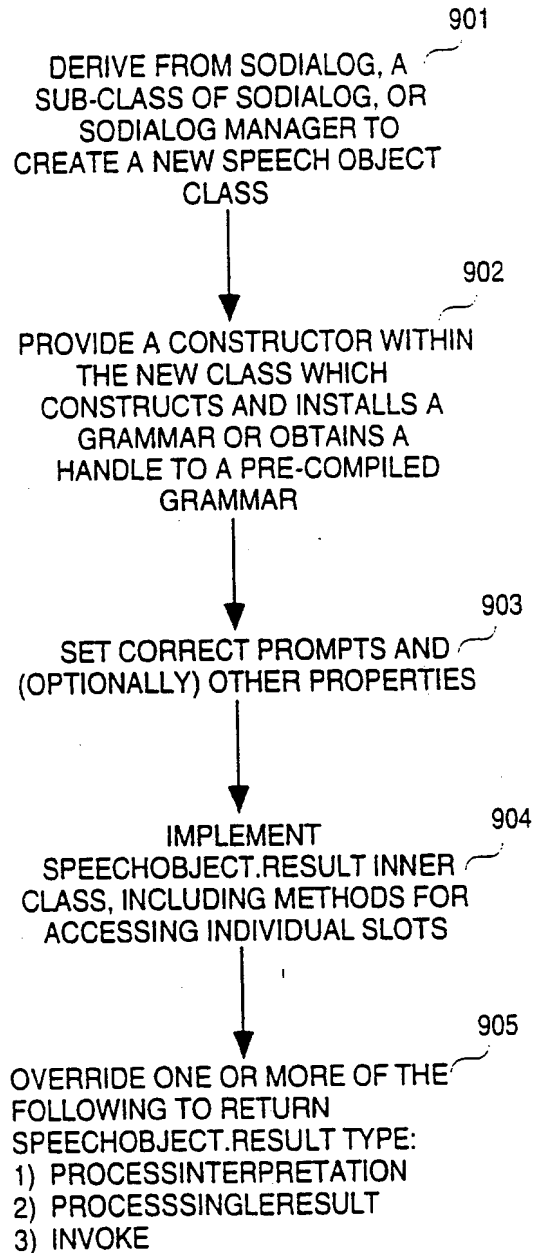 901
DERIVE FROM SODIALOG, A
SUB-CLASS OF SODIALOG, OR
SODIALOG MANAGER TO
CREATE A NEW SPEECH OBJECT
CLASS
902
PROVIDE A CONSTRUCTOR WITHIN
THE NEW CLASS WHICH
CONSTRUCTS AND INSTALLS A
GRAMMAR OR OBTAINS A
HANDLE TO A PRE-COMPILED
GRAMMAR
903
SET CORRECT PROMPTS AND
(OPTIONALLY) OTHER PROPERTIES
904
IMPLEMENT
SPEECHOBJECT.RESULT INNER
CLASS, INCLUDING METHODS FOR
ACCESSING INDIVIDUAL SLOTS
905
OVERRIDE ONE OR MORE OF THE
FOLLOWING TO RETURN
SPEECHOBJECT.RESULT TYPE:
1) PROCESSINTERPRETATION
2) PROCESSSINGLERESULT
3) INVOKE